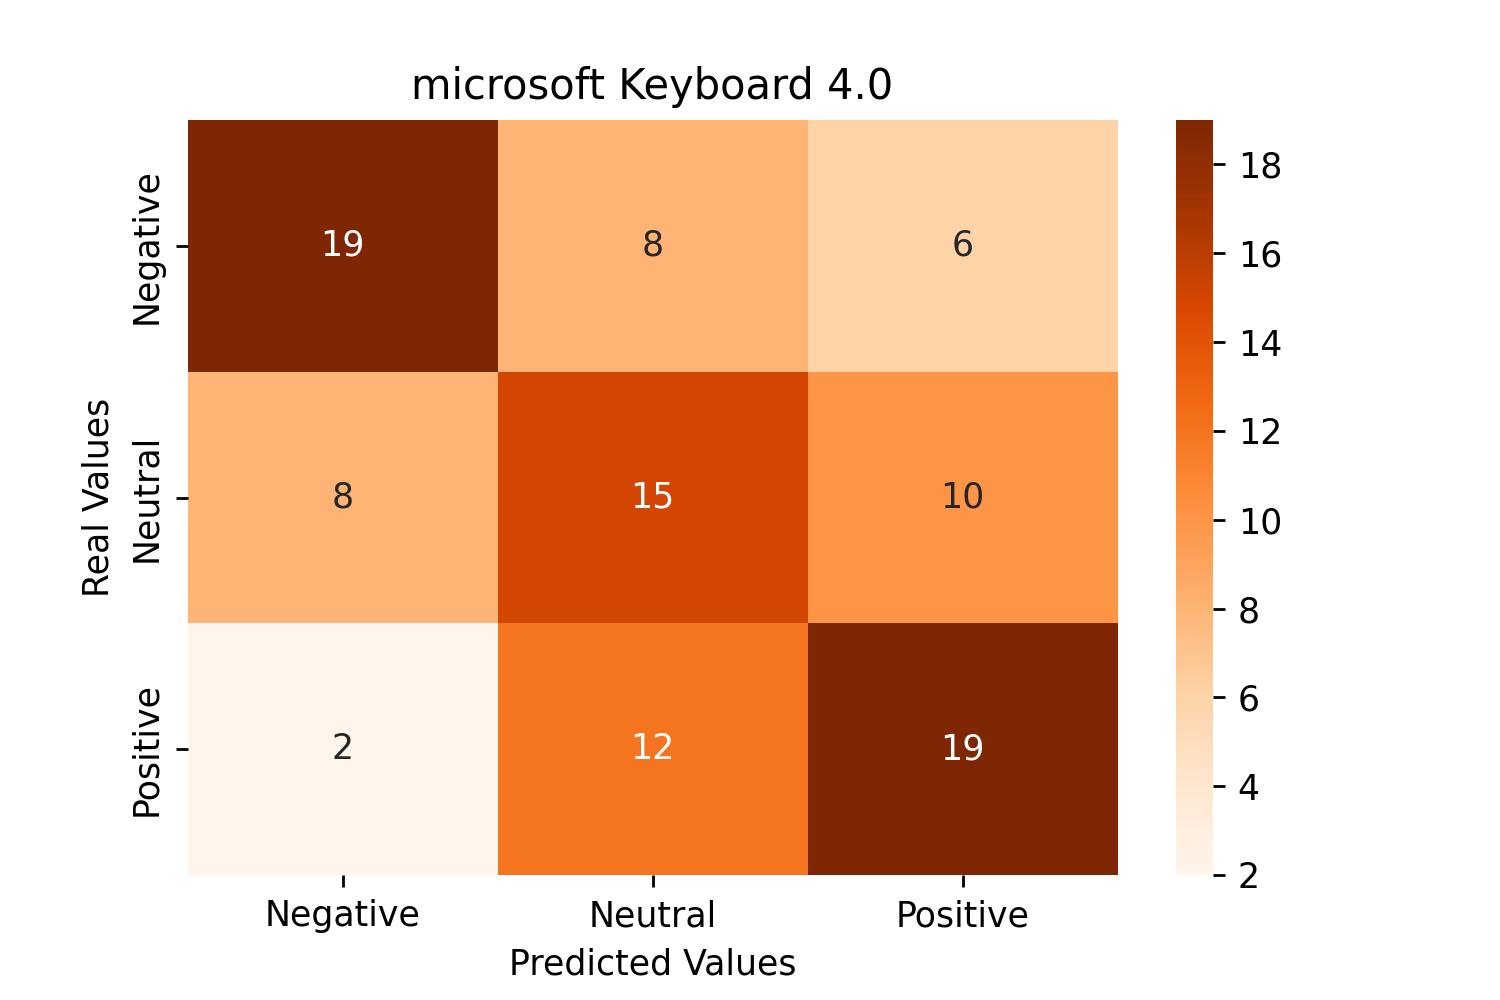 microsoft Keyboard 4.0
Real Values
Negative
19 8 6
Neutral
8 15 10
Positive
2 12 19
Negative Neutral Positive
Predicted Values
18
16
14
12
10
8
6
4
2